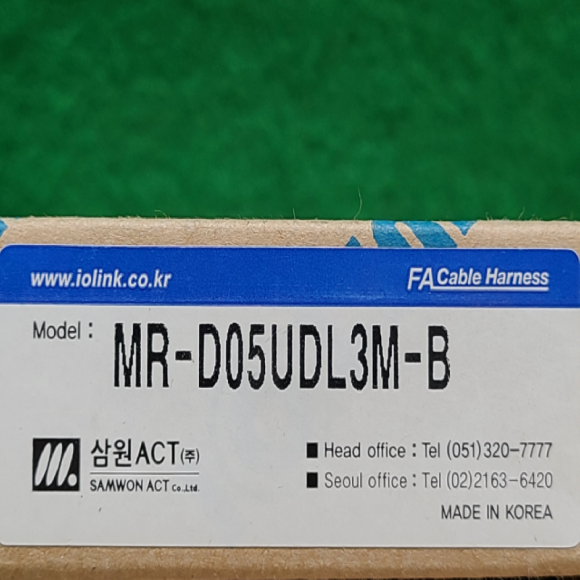 www.iolink.co.kr
FA Cable Harness
Model : MR-D05UDL3M-B
삼원ACT(주)
SAMWON ACT Co.,Ltd.
■ Head office : Tel (051)320-7777
■ Seoul office : Tel (02)2163-6420
MADE IN KOREA